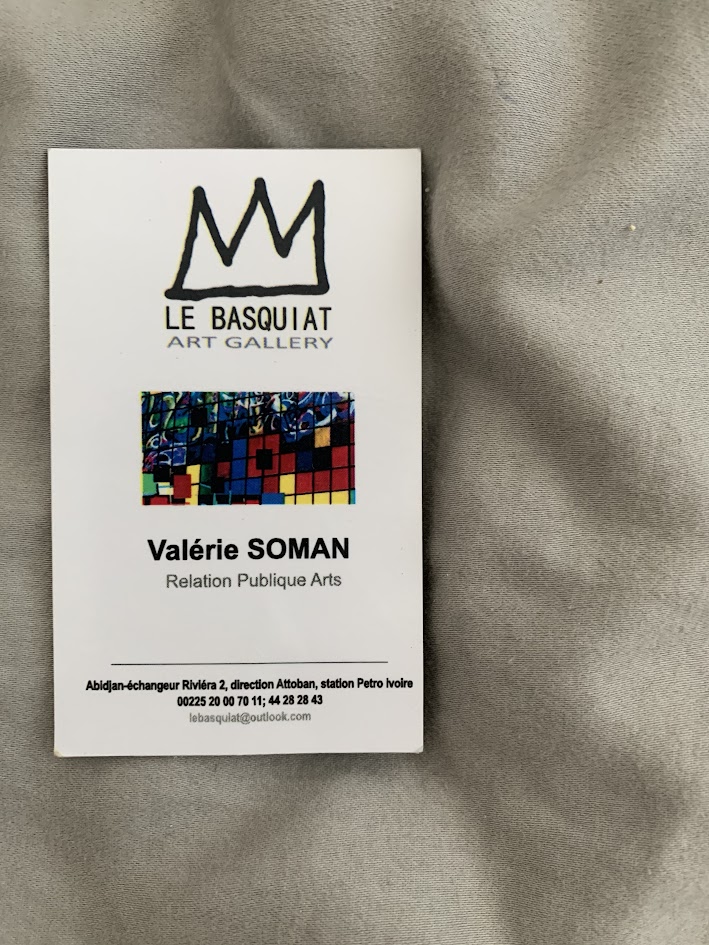 LE BASQUIAT
ART GALLERY
Valérie SOMAN
Relation Publique Arts
Abidjan-échangeur Riviéra 2, direction Attoban, station Petro ivoire
00225 20 00 70 11; 44 28 28 43
lebasquiat@outlook.com